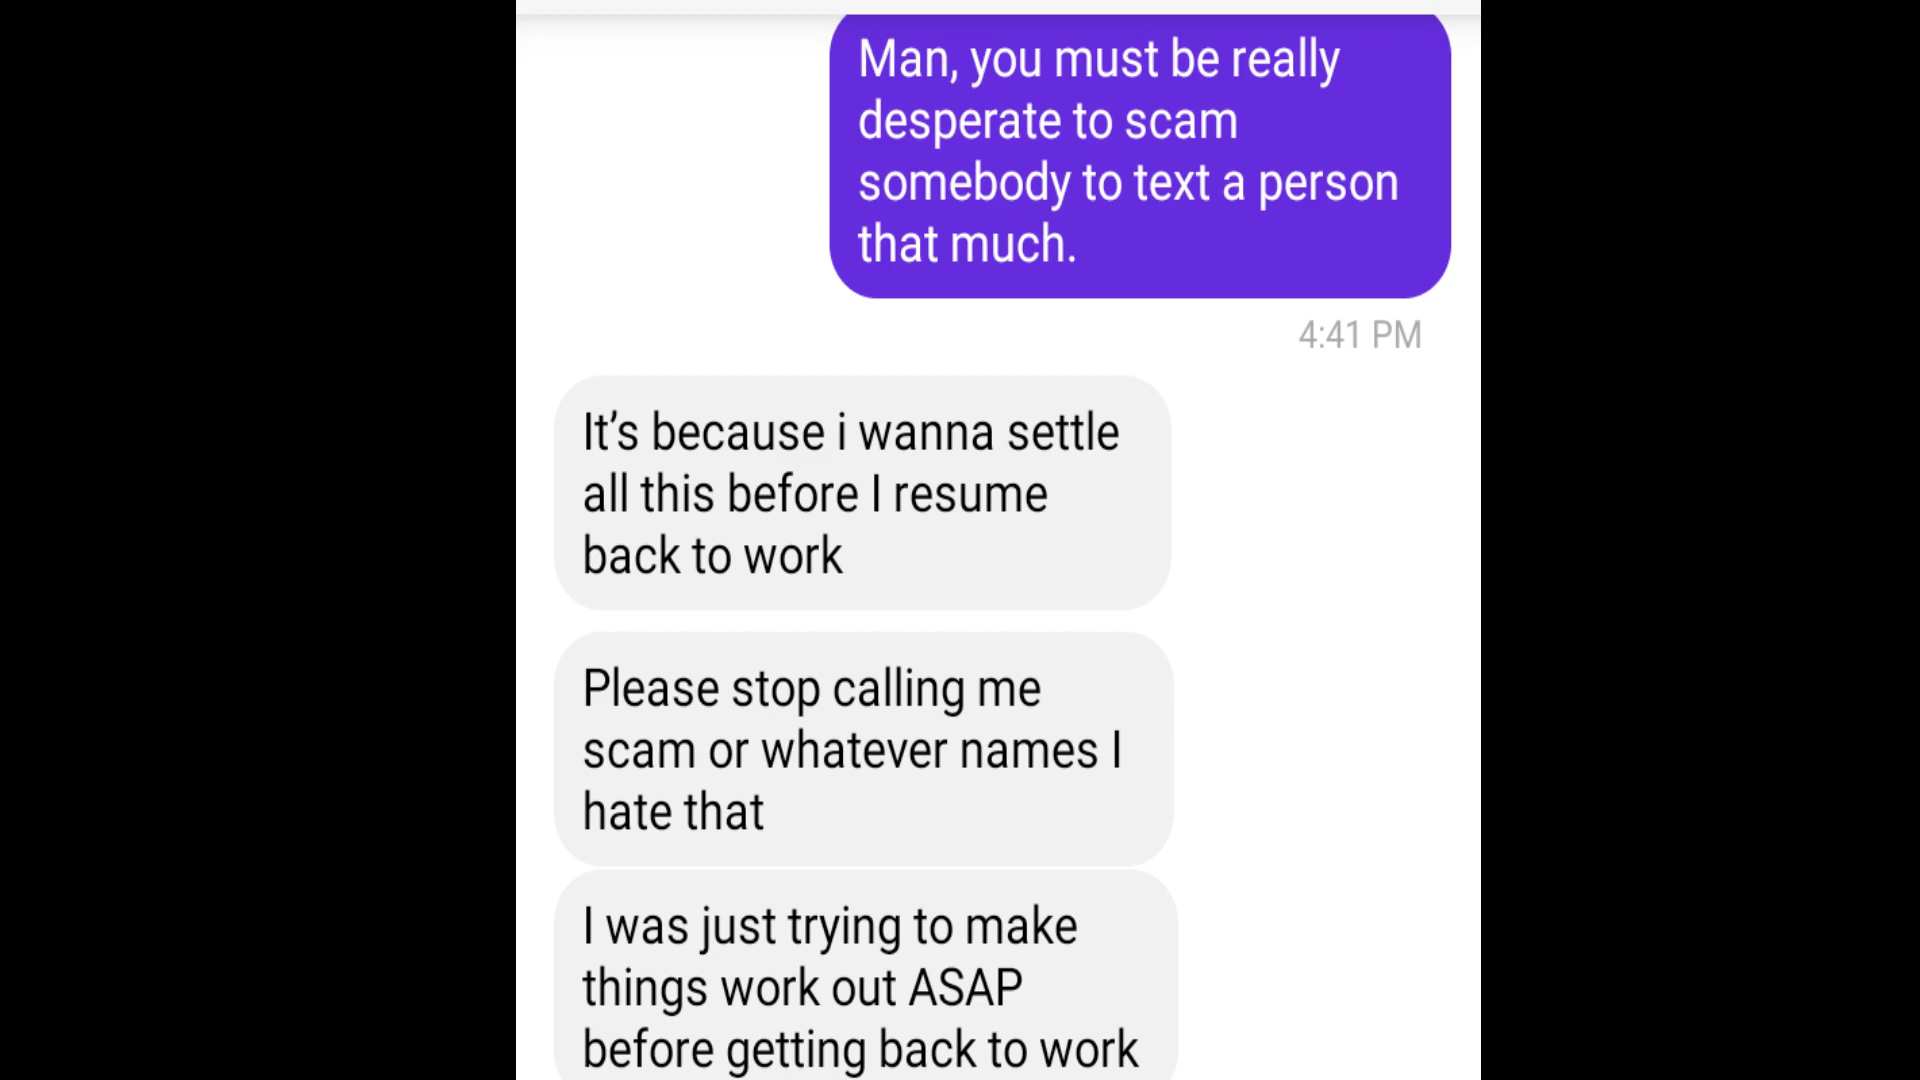 Man, you must be really
desperate to scam
somebody to text a person
that much.
4:41 PM
It’s because i wanna settle
all this before I resume
back to work
Please stop calling me
scam or whatever names I
hate that
I was just trying to make
things work out ASAP
before getting back to work